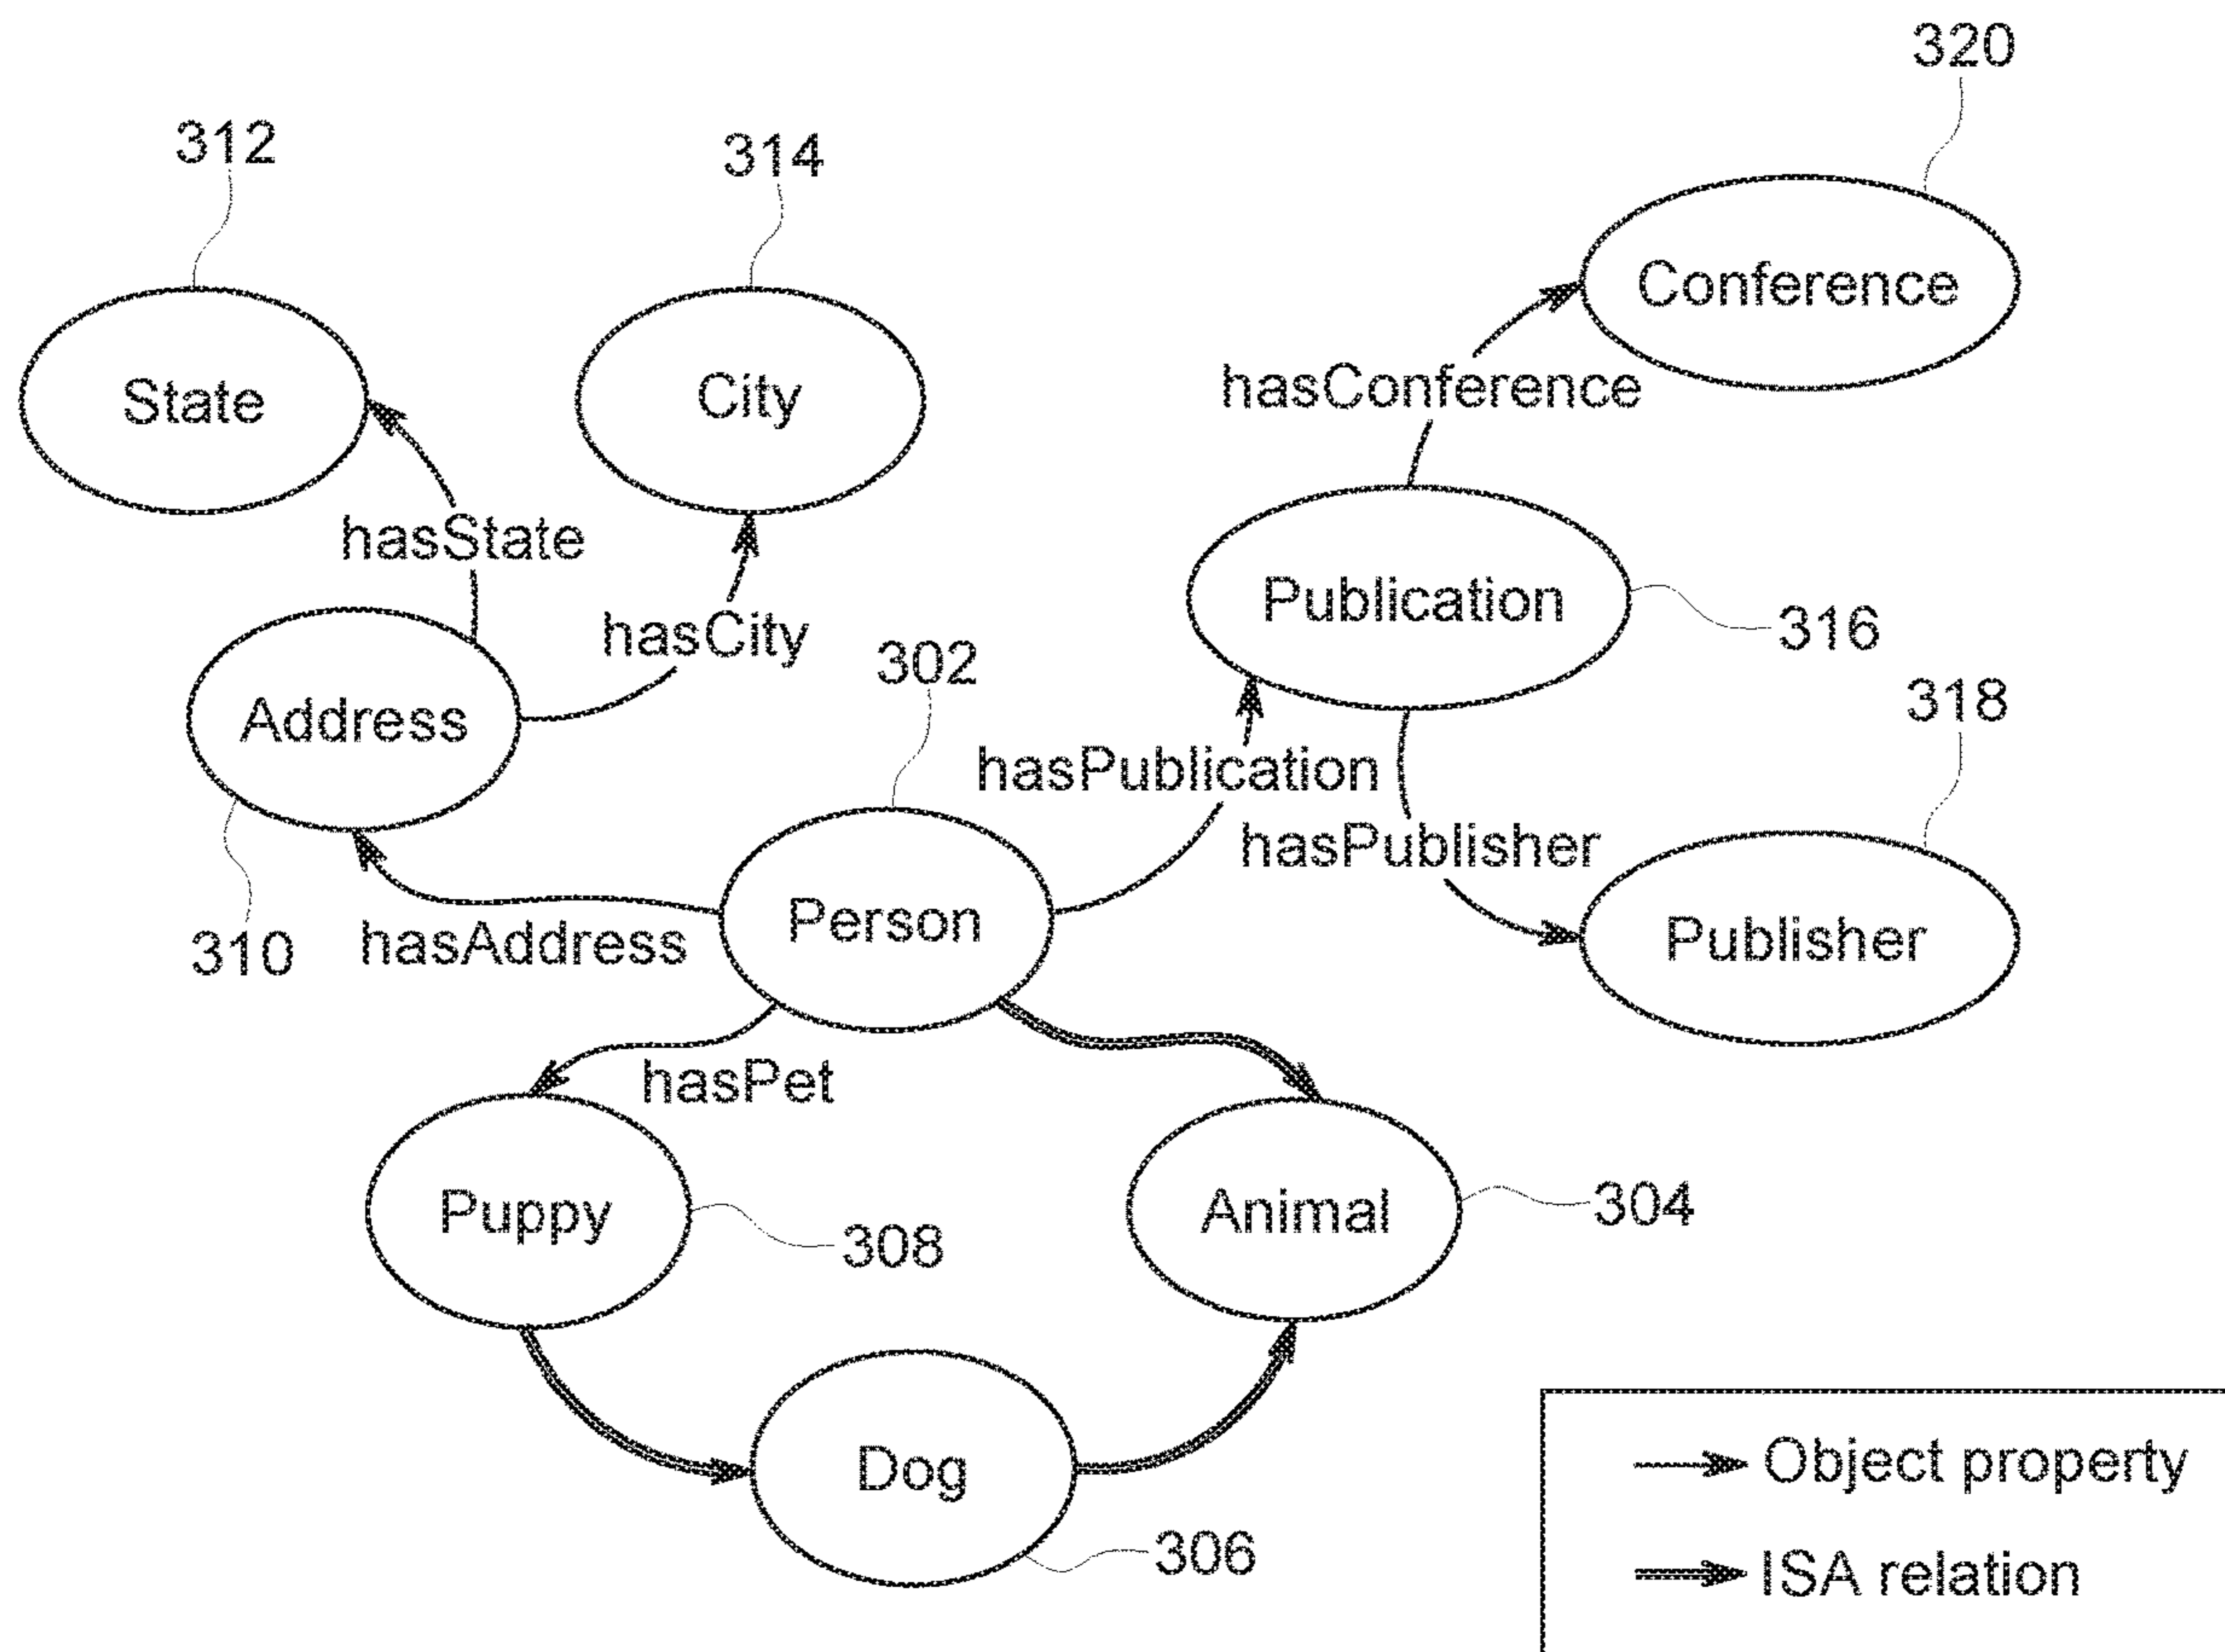 320
312
314
Conference
State
City
hasConference
hasState
Publication
hasCity
316
302
318
Address
hasPublication
hasPublisher
Person
Publisher
310
hasAddress
hasPet
Puppy
Animal
304
308
Dog
Object property
306
ISA relation